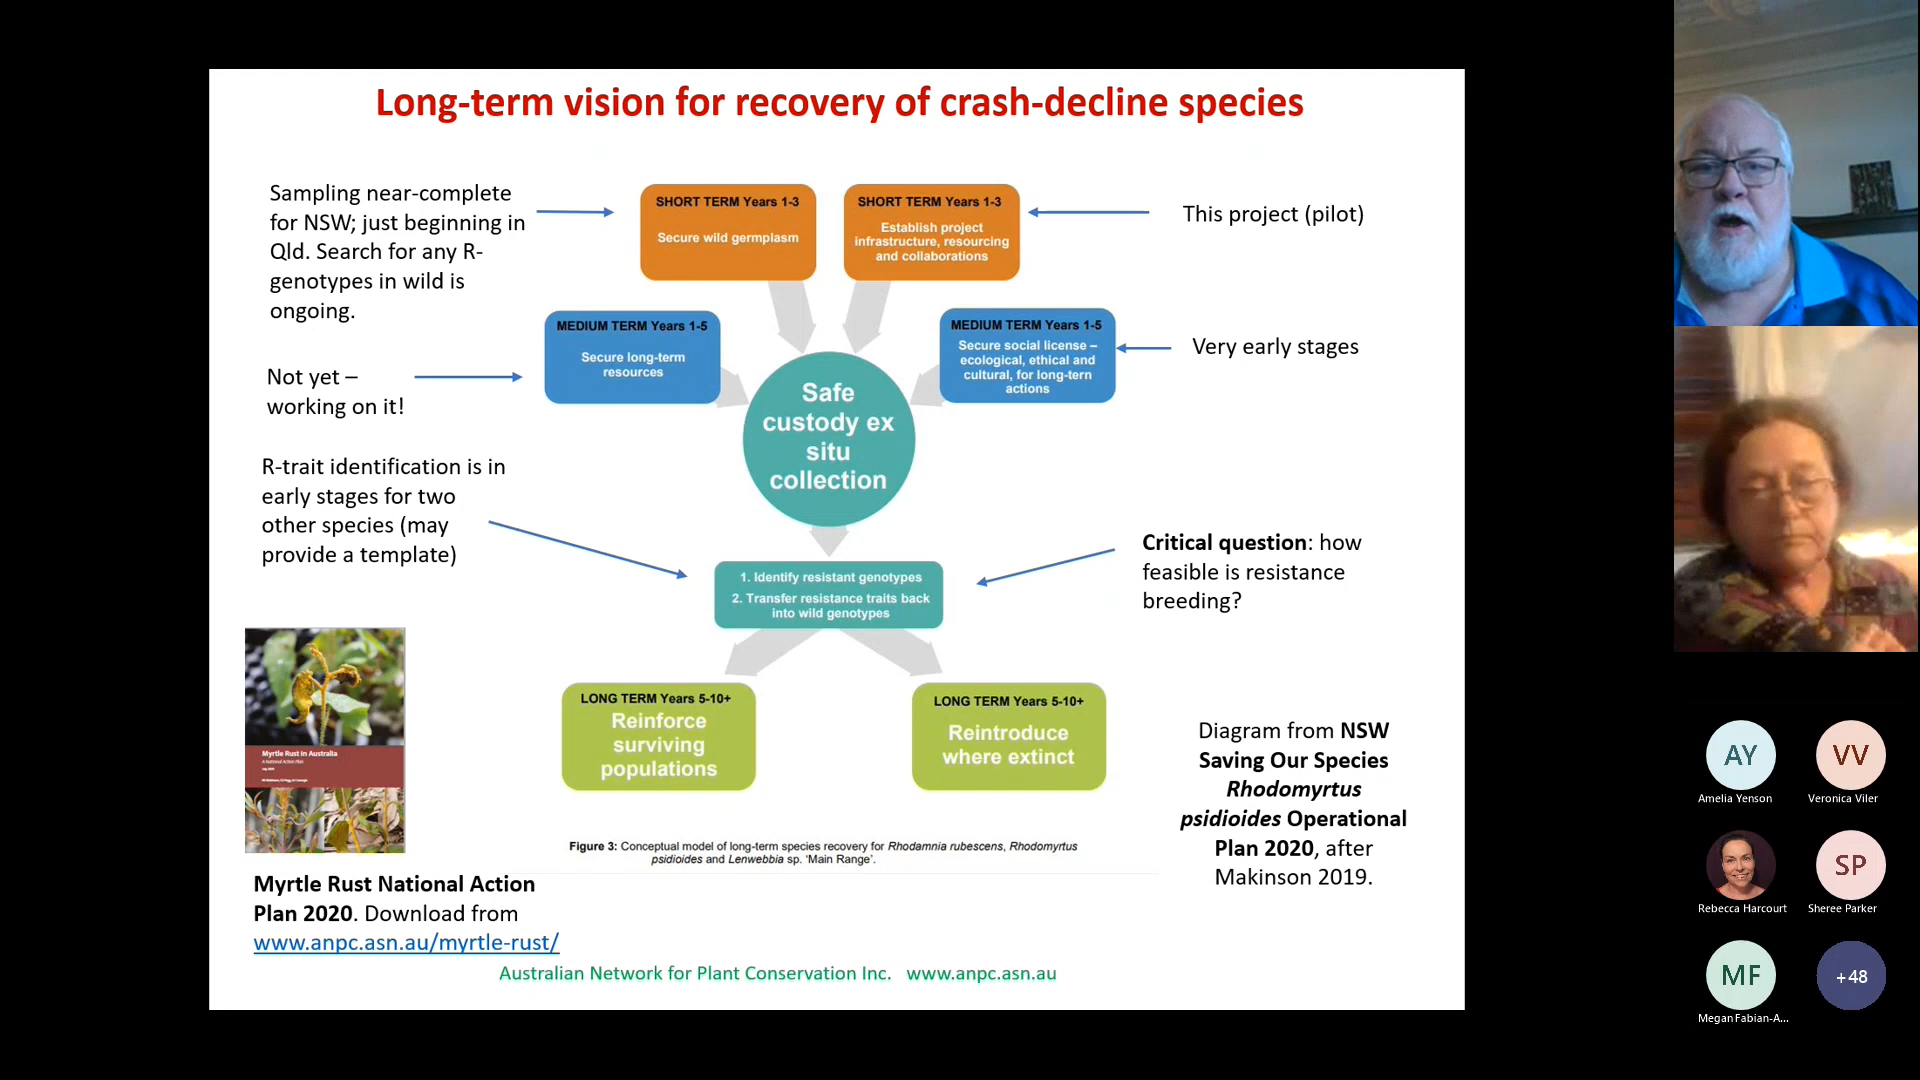 Long-term vision for recovery of crash-decline species
Sampling near-complete
for NSW; just beginning in
Qld. Search for any R-
genotypes in wild is
ongoing.
SHORT TERM Years 1-3
Secure wild germplasm
SHORT TERM Years 1-3
Establish project
infrastructure, resourcing
and collaborations
This project (pilot)
MEDIUM TERM Years 1-5
Secure long-term
resources
MEDIUM TERM Years 1-5
Secure social license –
ecological, ethical and
cultural, for long-tern
actions
Very early stages
Not yet –
working on it!
Safe
custody ex
situ
collection
R-trait identification is in
early stages for two
other species (may
provide a template)
1. Identify resistant genotypes
2. Transfer resistance traits back
into wild genotypes
Critical question: how
feasible is resistance
breeding?
LONG TERM Years 5-10+
Reinforce
surviving
populations
LONG TERM Years 5-10+
Reintroduce
where extinct
Myrtle Rust in Australia
A National Action Plan
Diagram from NSW
Saving Our Species
Rhodomyrtus
psidioides Operational
Plan 2020, after
Makinson 2019.
Figure 3: Conceptual model of long-term species recovery for Rhodamnia rubescens, Rhodomyrtus
psidioides and Lenwebbia sp. 'Main Range'.
Myrtle Rust National Action
Plan 2020. Download from
www.anpc.asn.au/myrtle-rust/
Australian Network for Plant Conservation Inc. www.anpc.asn.au
AY
Amelia Yenson
VV
Veronica Viler
Rebecca Harcourt
SP
Sheree Parker
MF
Megan Fabian-A...
+48